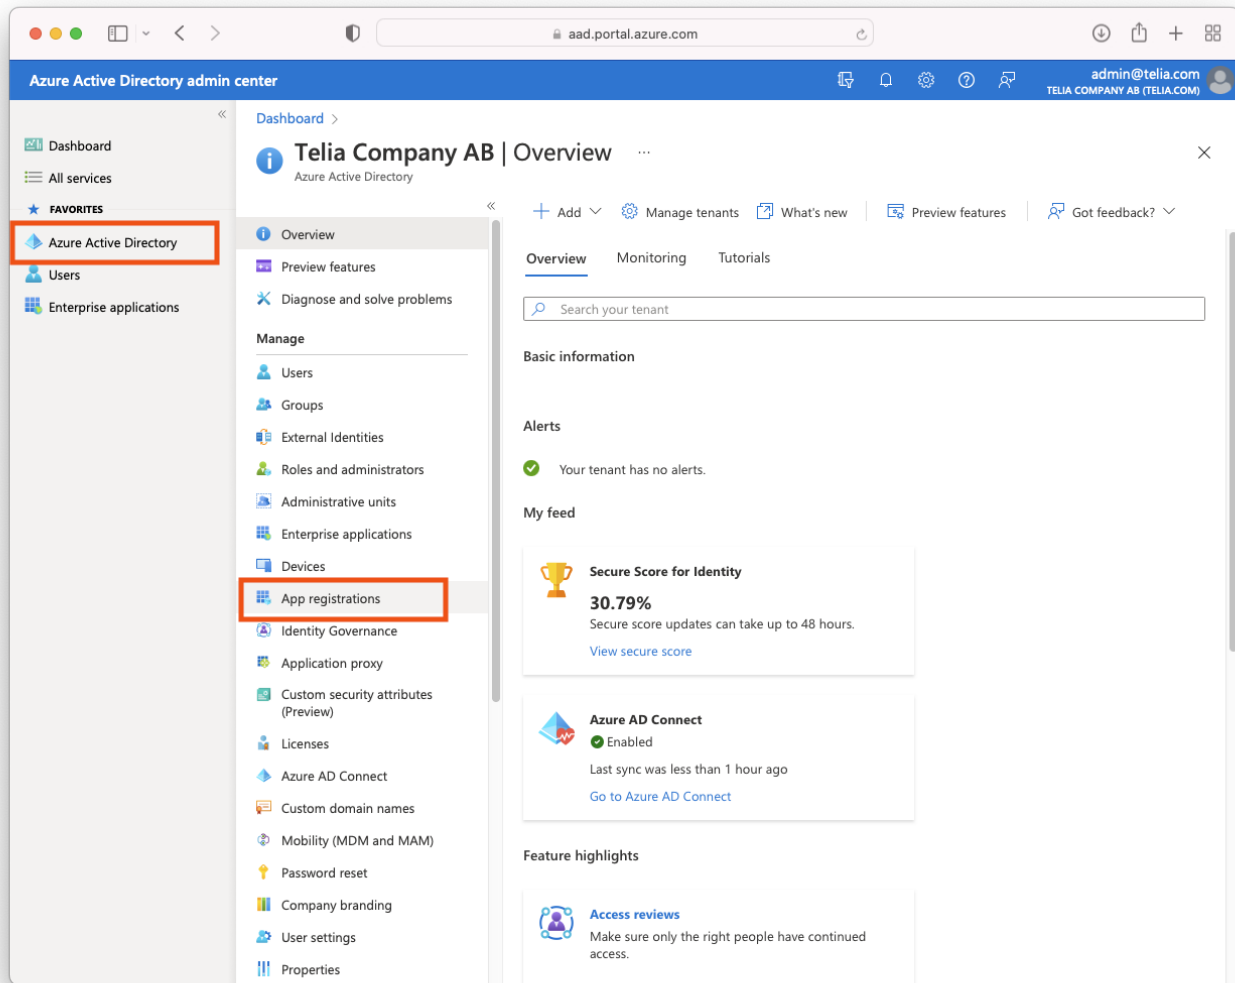 aad.portal.azure.com
Azure Active Directory admin center
admin@telia.com
TELIA COMPANY AB (TELIA.COM)
Dashboard
All services
FAVORITES
Azure Active Directory
Users
Enterprise applications
Dashboard >
Telia Company AB | Overview ...
Azure Active Directory
Overview
Preview features
Diagnose and solve problems
Manage
Users
Groups
External Identities
Roles and administrators
Administrative units
Enterprise applications
Devices
App registrations
Identity Governance
Application proxy
Custom security attributes
(Preview)
Licenses
Azure AD Connect
Custom domain names
Mobility (MDM and MAM)
Password reset
Company branding
User settings
Properties
Add Manage tenants What's new Preview features Got feedback?
Overview Monitoring Tutorials
Search your tenant
Basic information
Alerts
Your tenant has no alerts.
My feed
Secure Score for Identity
30.79%
Secure score updates can take up to 48 hours.
View secure score
Azure AD Connect
Enabled
Last sync was less than 1 hour ago
Go to Azure AD Connect
Feature highlights
Access reviews
Make sure only the right people have continued
access.